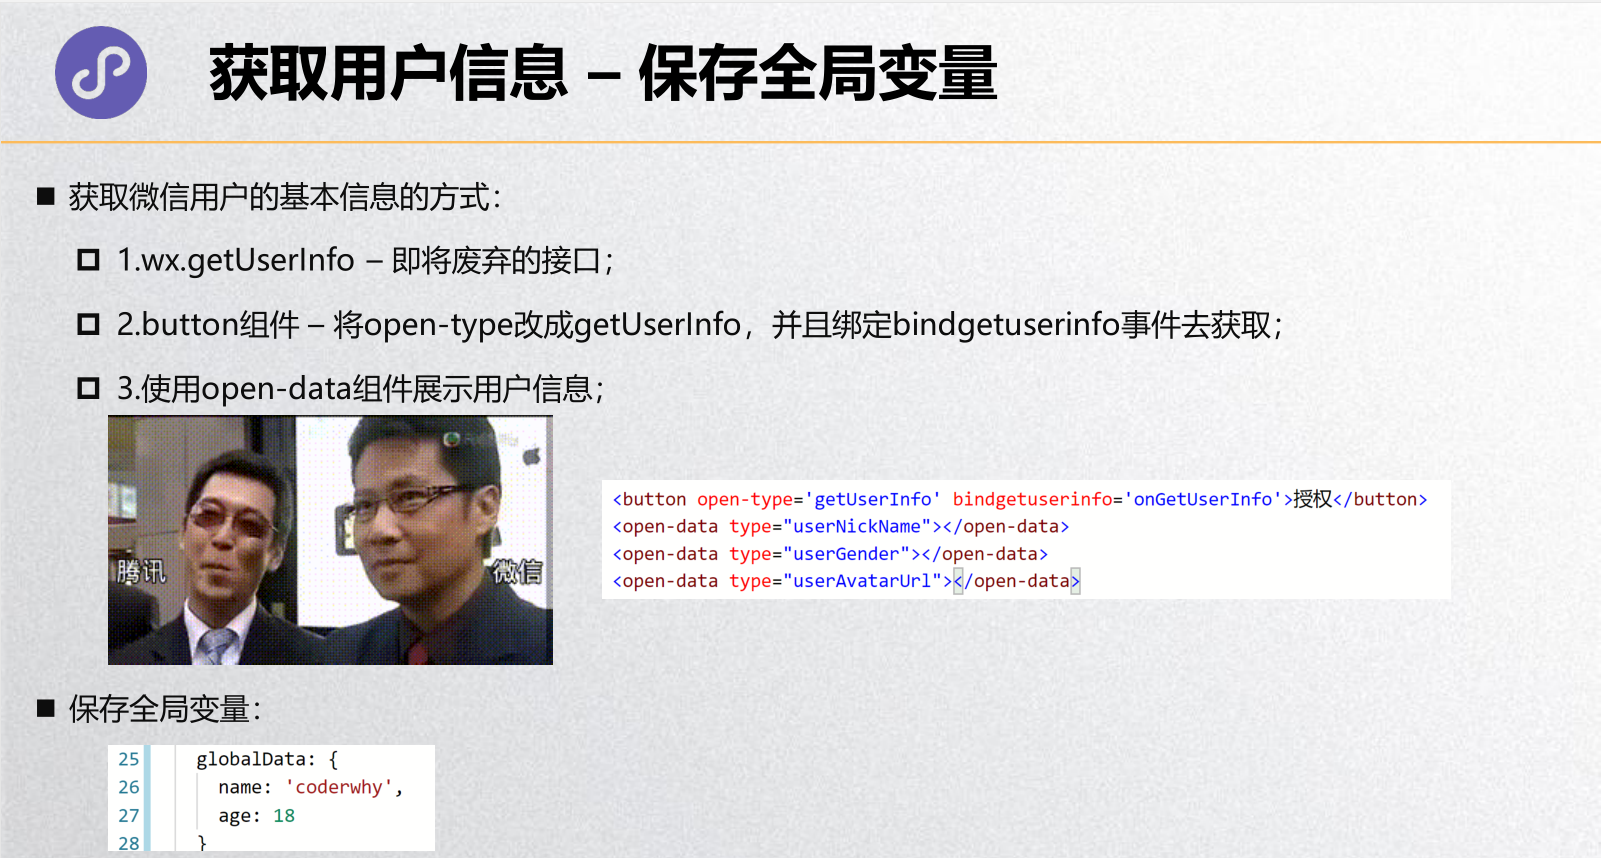 获取用户信息 – 保存全局变量
获取微信用户的基本信息的方式：
1.wx.getUserInfo – 即将废弃的接口；
2.button组件 – 将open-type改成getUserInfo，并且绑定bindgetuserinfo事件去获取；
3.使用open-data组件展示用户信息；
腾讯
微信
<button open-type='getUserInfo' bindgetuserinfo='onGetUserInfo'>授权</button>
<open-data type="userNickName"></open-data>
<open-data type="userGender"></open-data>
<open-data type="userAvatarUrl"></open-data>
保存全局变量：
25 globalData: {
26 name: 'coderwhy',
27 age: 18
28 }